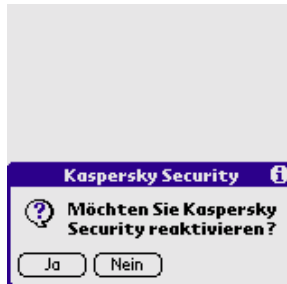 Kaspersky Security
Möchten Sie Kaspersky
Security reaktivieren?
Ja Nein